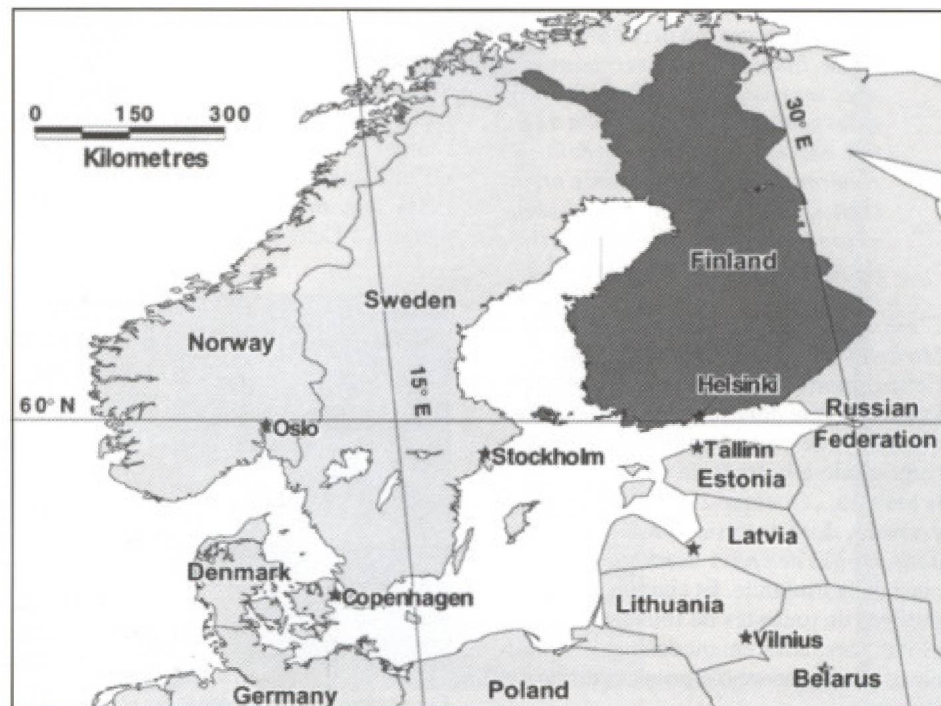 0 150 300
Kilometres
30° E
Finland
Sweden
Norway
15° E
Helsinki
60° N
Oslo
Russian
Federation
Stockholm
Tallinn
Estonia
Latvia
Denmark
Copenhagen
Lithuania
Vilnius
Belarus
Germany
Poland